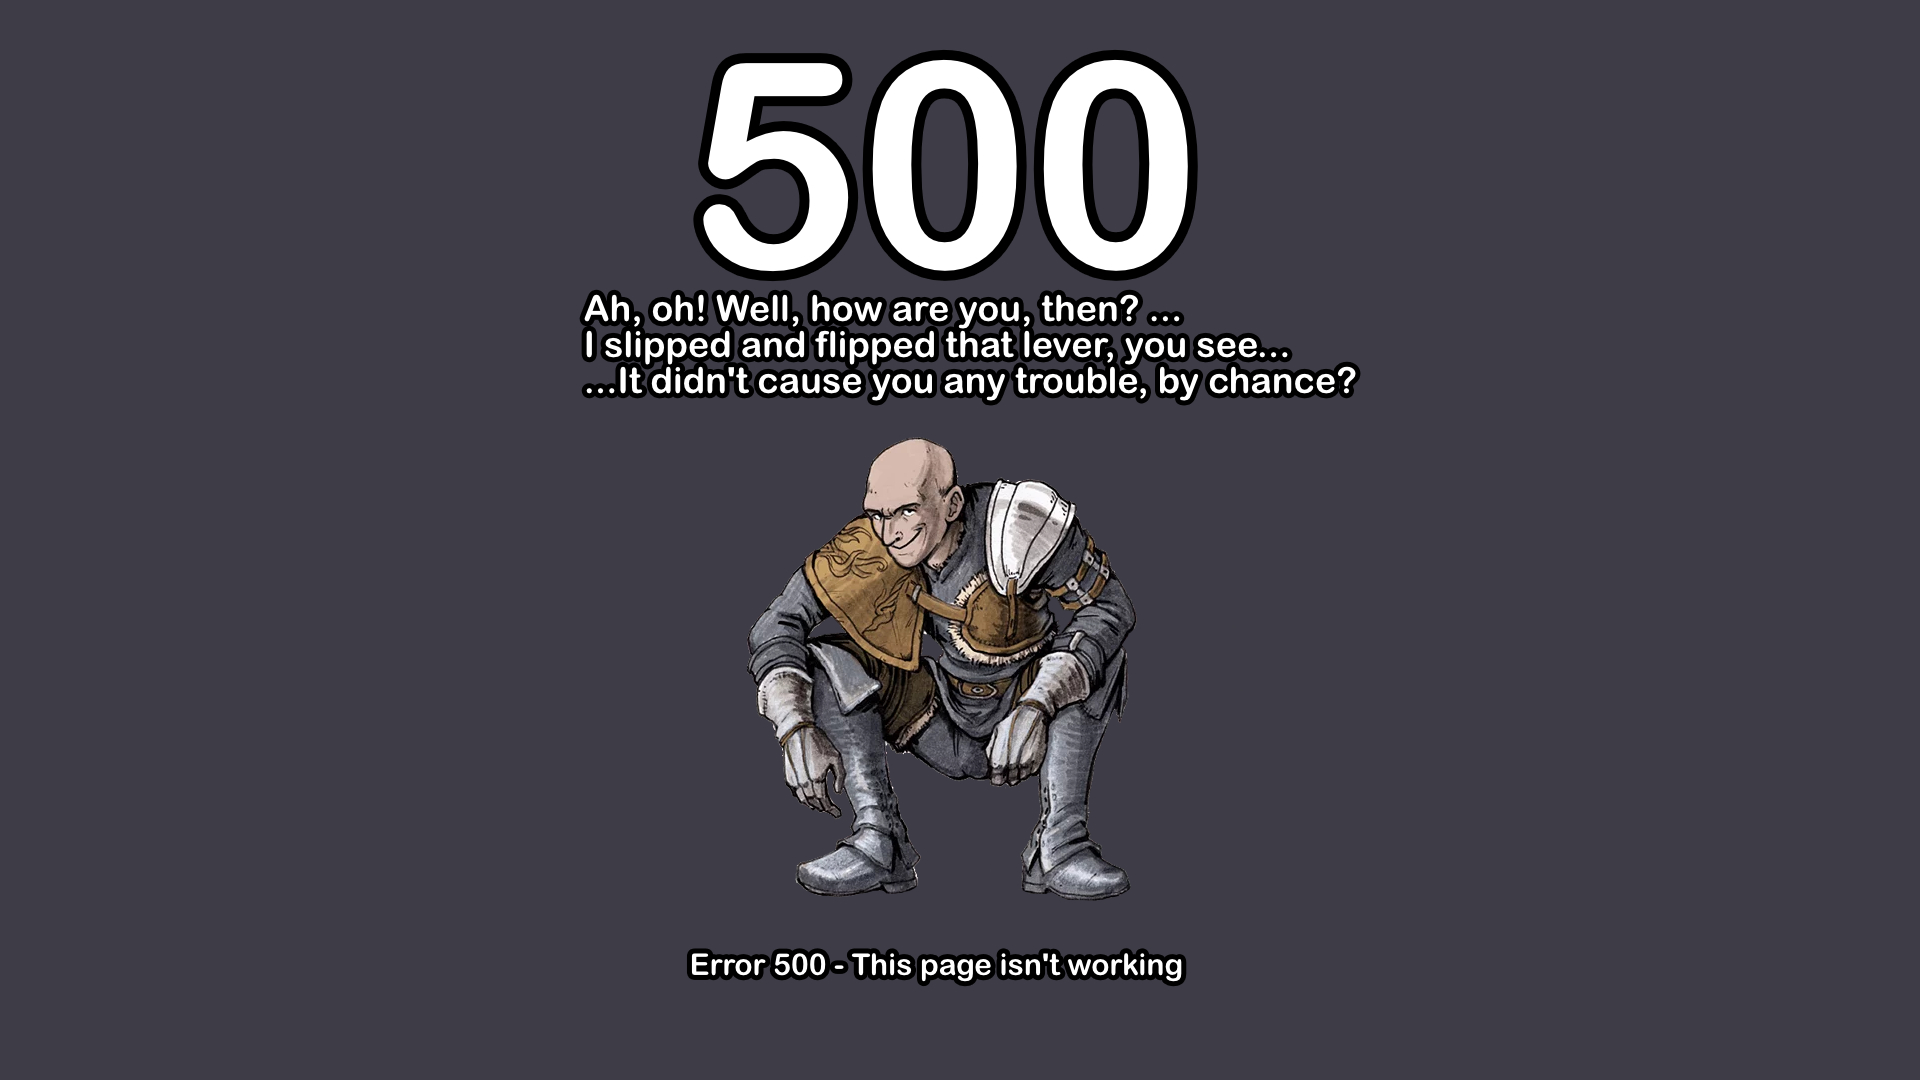 500
Ah, oh! Well, how are you, then? ...
I slipped and flipped that lever, you see...
...It didn't cause you any trouble, by chance?
Error 500 - This page isn't working